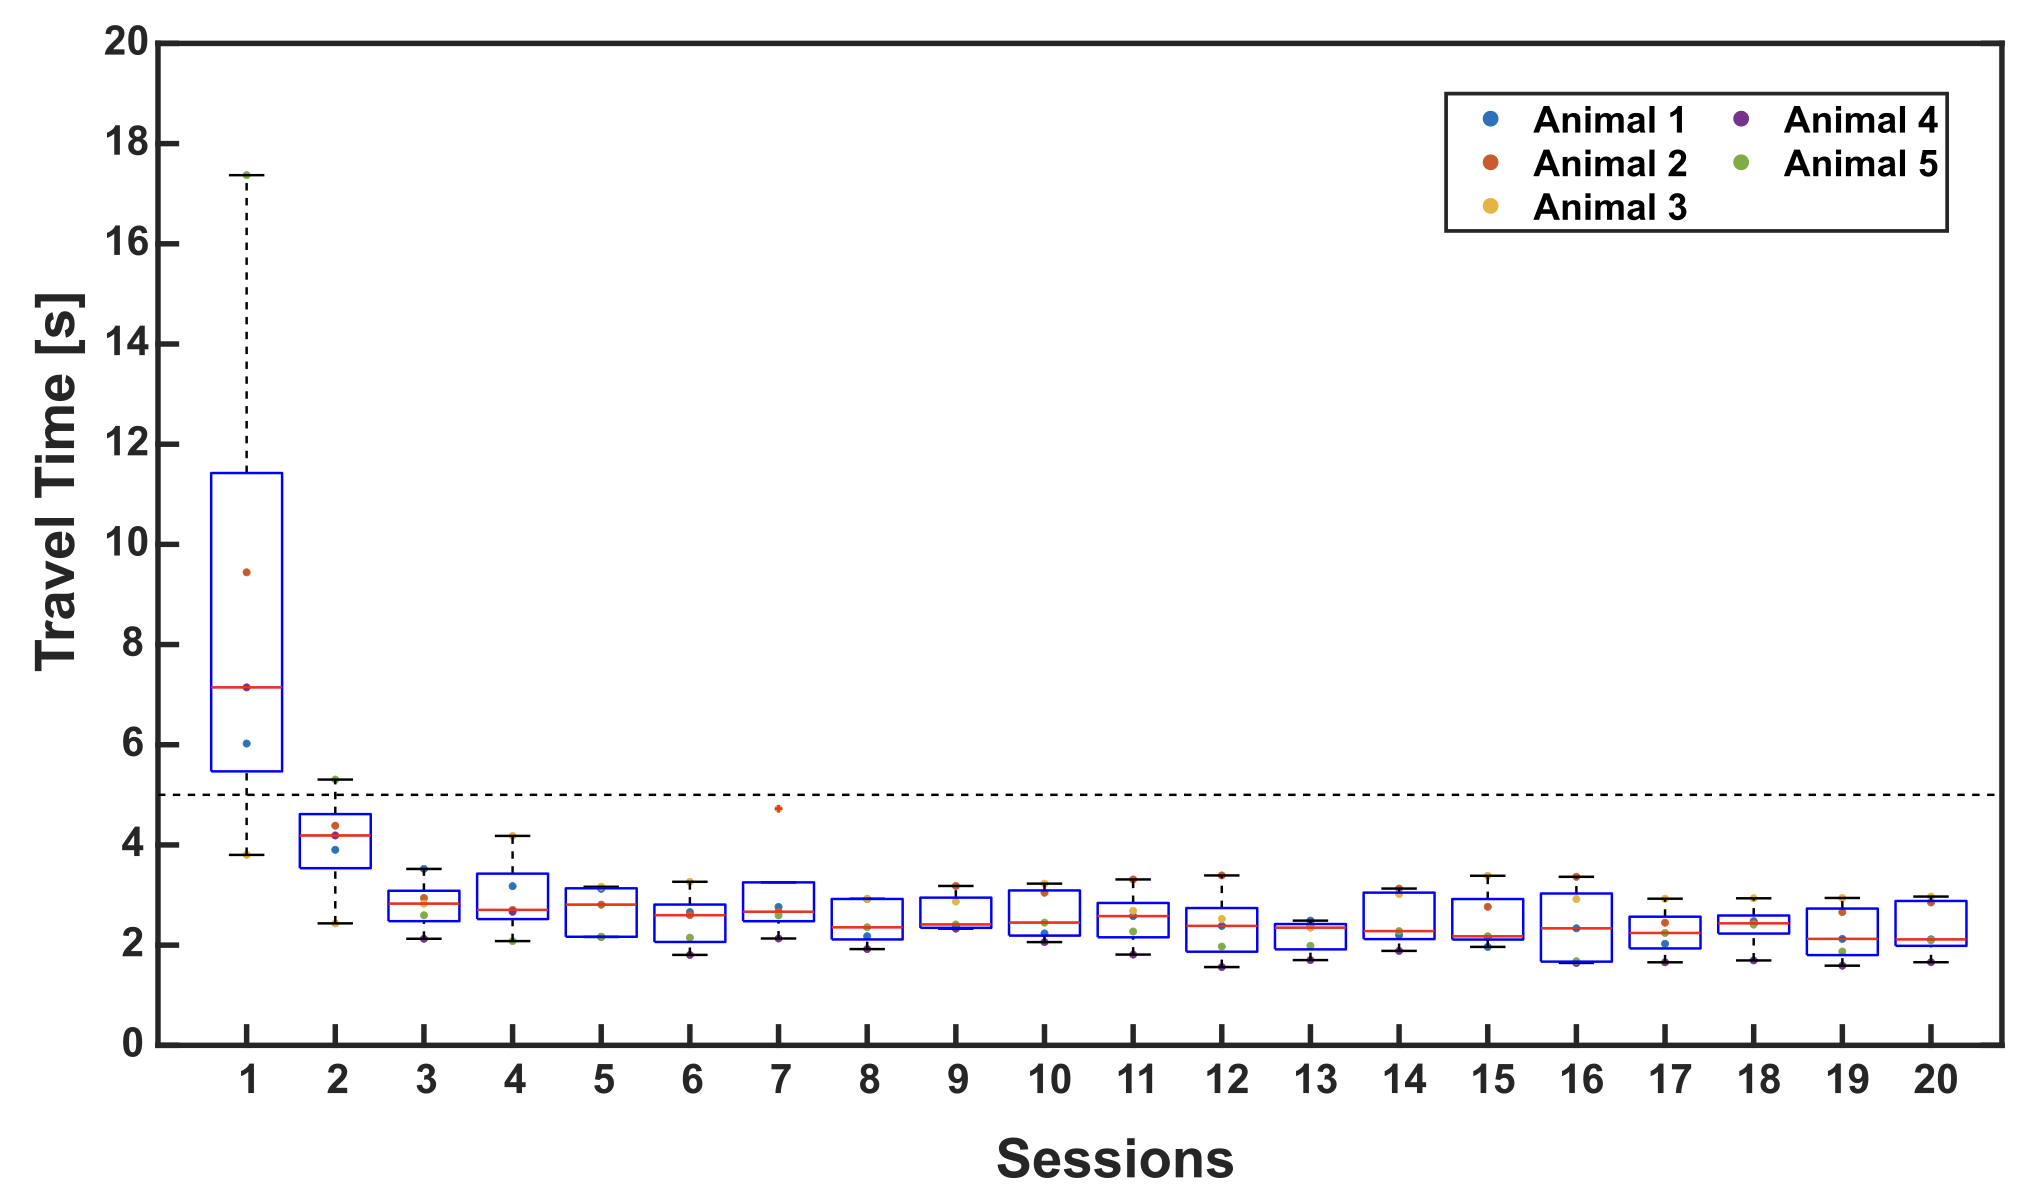 Travel Time [s]
20
18
16
14
12
10
8
6
4
2
0
Animal 1
Animal 2
Animal 3
Animal 4
Animal 5
1 2 3 4 5 6 7 8 9 10 11 12 13 14 15 16 17 18 19 20
Sessions